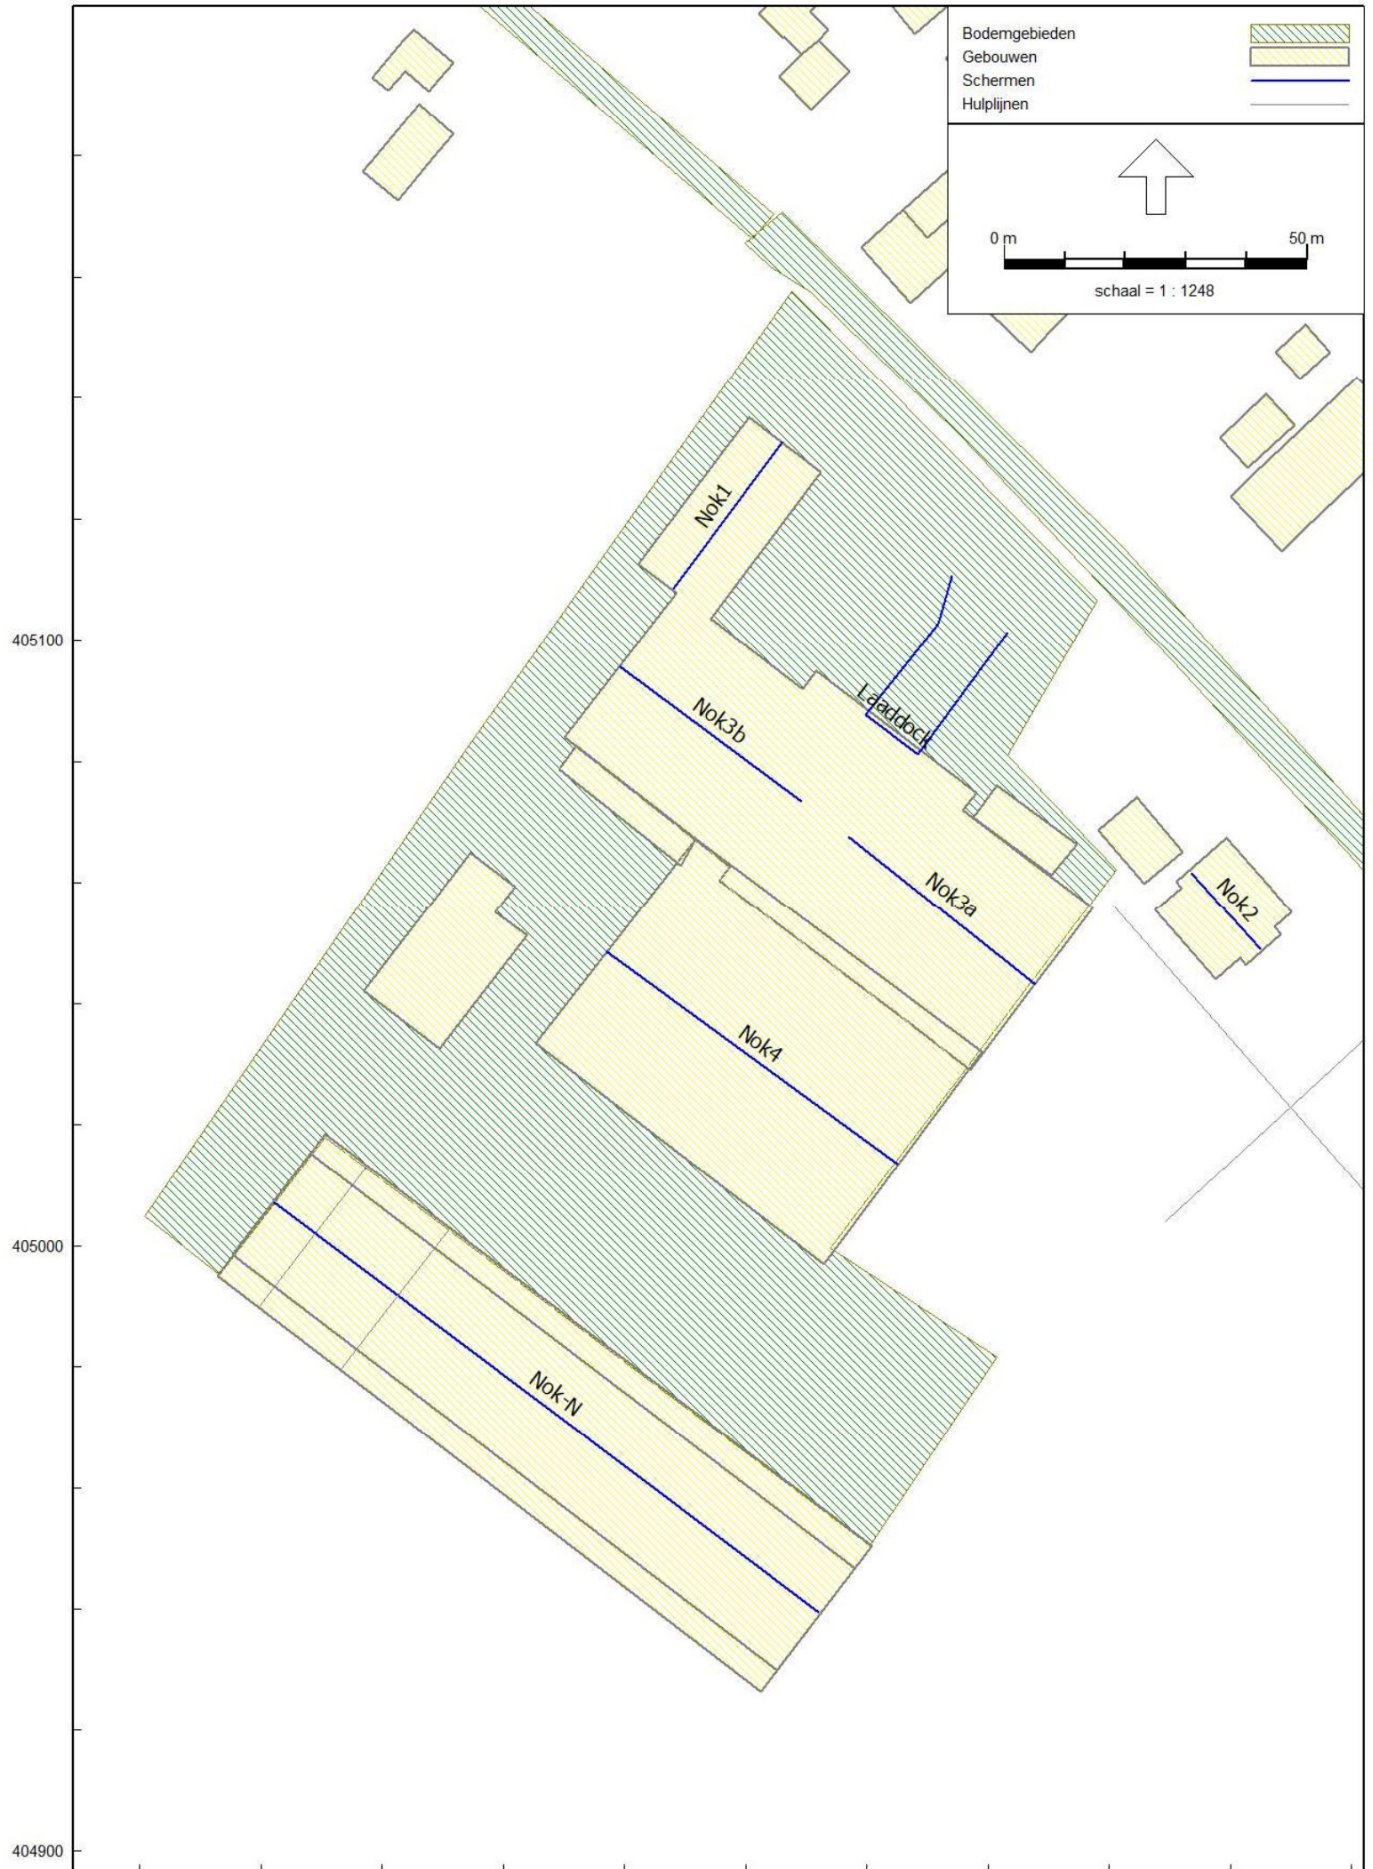 Bodemgebieden
Gebouwen
Schermen
Hulplijnen
0 m 50 m
schaal = 1 : 1248
Nok1
405100
Laaddock
Nok3b
Nok3a
Nok2
Nok4
405000
Nok-N
404900